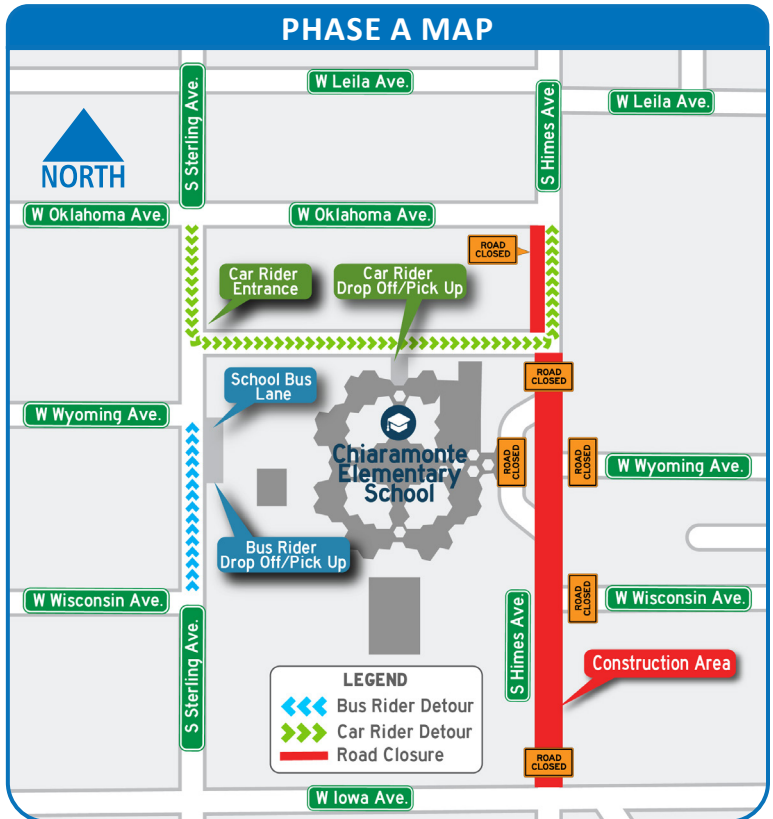 PHASE A MAP
W Leila Ave.
W Leila Ave.
S Sterling Ave.
S Himes Ave.
NORTH
W Oklahoma Ave.
W Oklahoma Ave.
ROAD
CLOSED
Car Rider
Entrance
Car Rider
Drop Off/Pick Up
School Bus
Lane
ROAD
CLOSED
W Wyoming Ave.
Chiaramonte
Elementary
School
ROAD
CLOSED
ROAD
CLOSED
W Wyoming Ave.
Bus Rider
Drop Off/Pick Up
W Wisconsin Ave.
ROAD
CLOSED
W Wisconsin Ave.
S Sterling Ave.
S Himes Ave.
Construction Area
LEGEND
Bus Rider Detour
Car Rider Detour
Road Closure
ROAD
CLOSED
W Iowa Ave.